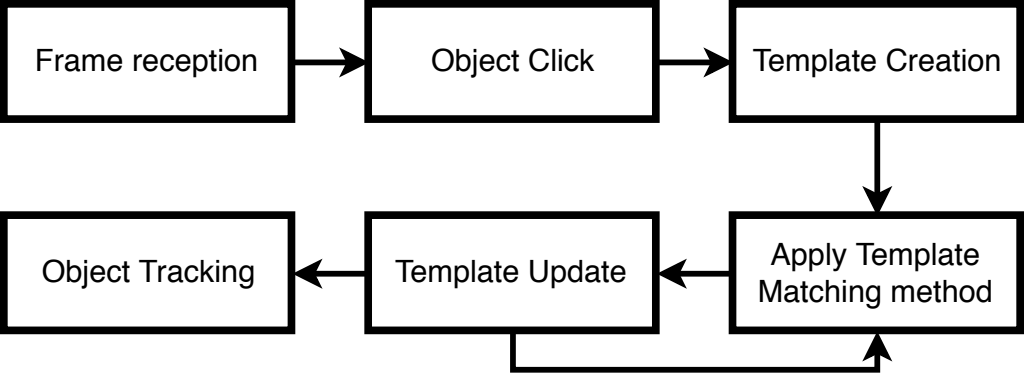 Frame reception
Object Click
Template Creation
Apply Template
Matching method
Template Update
Object Tracking